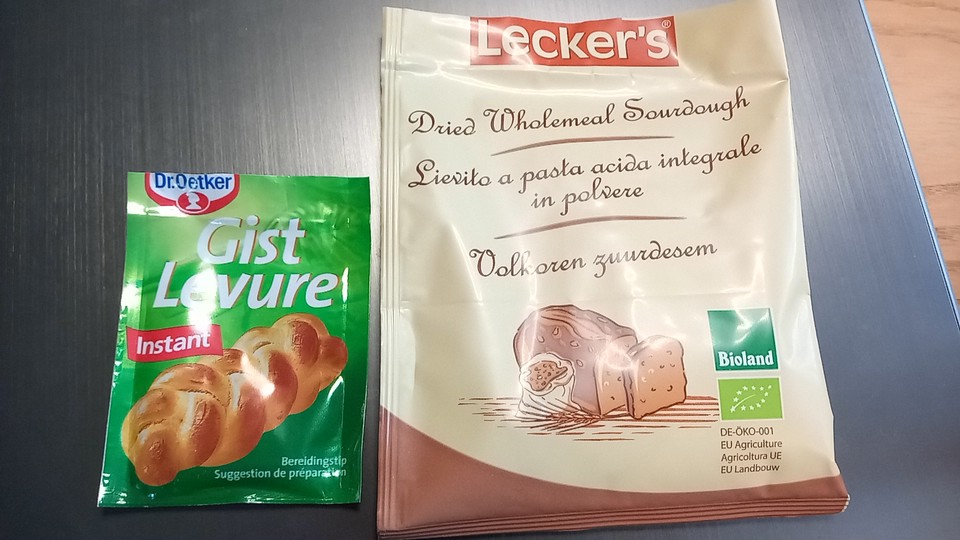 Dr.Oetker
Gist
Levure
Instant
Bereidingstip
Suggestion de préparation
Lecker's®
Dried Wholemeal Sourdough
Lievito a pasta acida integrale
in polvere
Volkoren zuurdesem
Bioland
DE-ÖKO-001
EU Agriculture
Agricoltura UE
EU Landbouw